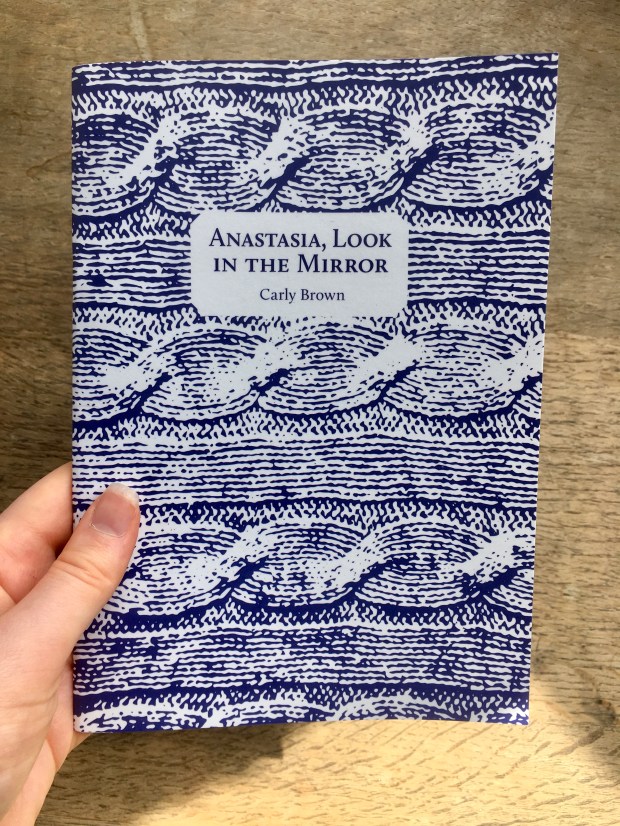 Anastasia, Look
in the Mirror
Carly Brown